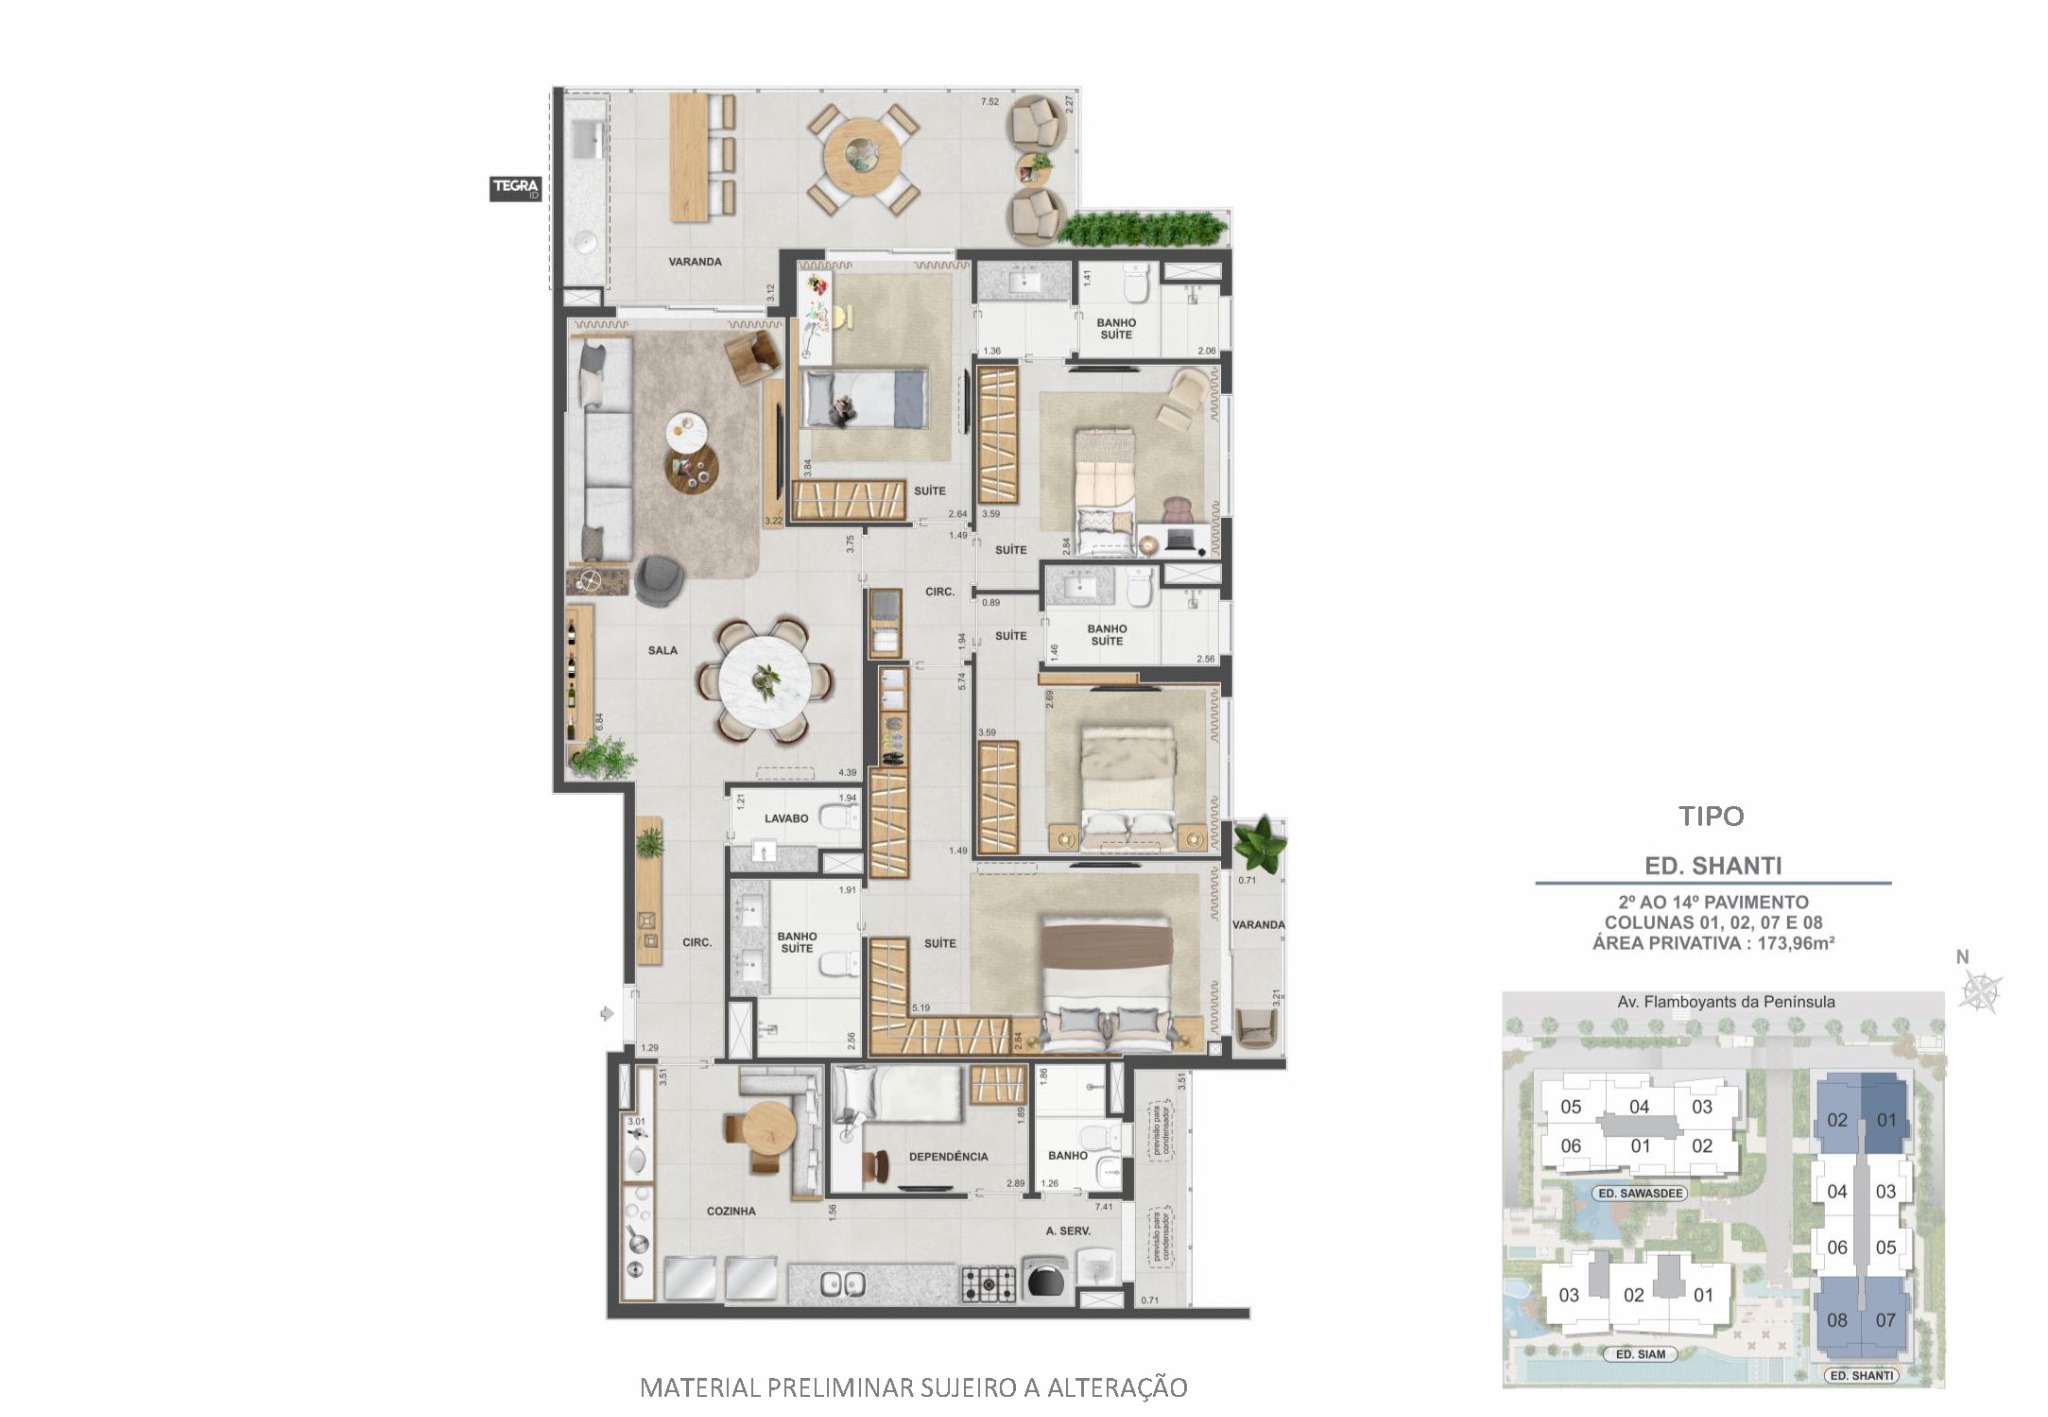 7.52
2.27
TEGRA
ID
VARANDA
3.12
1.41
BANHO
SUÍTE
1.36
2.06
3.84
SUÍTE
3.22
2.64
3.59
1.49
3.75
SUÍTE
2.84
CIRC.
0.89
1.94
SUÍTE
BANHO
SUÍTE
1.46
2.56
SALA
5.74
2.69
6.84
3.59
4.39
1.21
1.94
LAVABO
1.49
1.91
0.71
VARANDA
BANHO
SUÍTE
CIRC.
SUÍTE
5.19
3.21
2.56
2.84
1.29
3.51
1.86
3.51
3.01
1.89
previsão para
condensador
DEPENDÊNCIA
BANHO
2.89
1.26
COZINHA
1.56
7.41
A. SERV.
previsão para
condensador
0.71
MATERIAL PRELIMINAR SUJEIRO A ALTERAÇÃO
TIPO
ED. SHANTI
2º AO 14º PAVIMENTO
COLUNAS 01, 02, 07 E 08
ÁREA PRIVATIVA : 173,96m²
N
Av. Flamboyants da Península
05
04
03
06
01
02
ED. SAWASDEE
02
01
04
03
06
05
08
07
03
02
01
ED. SIAM
ED. SHANTI